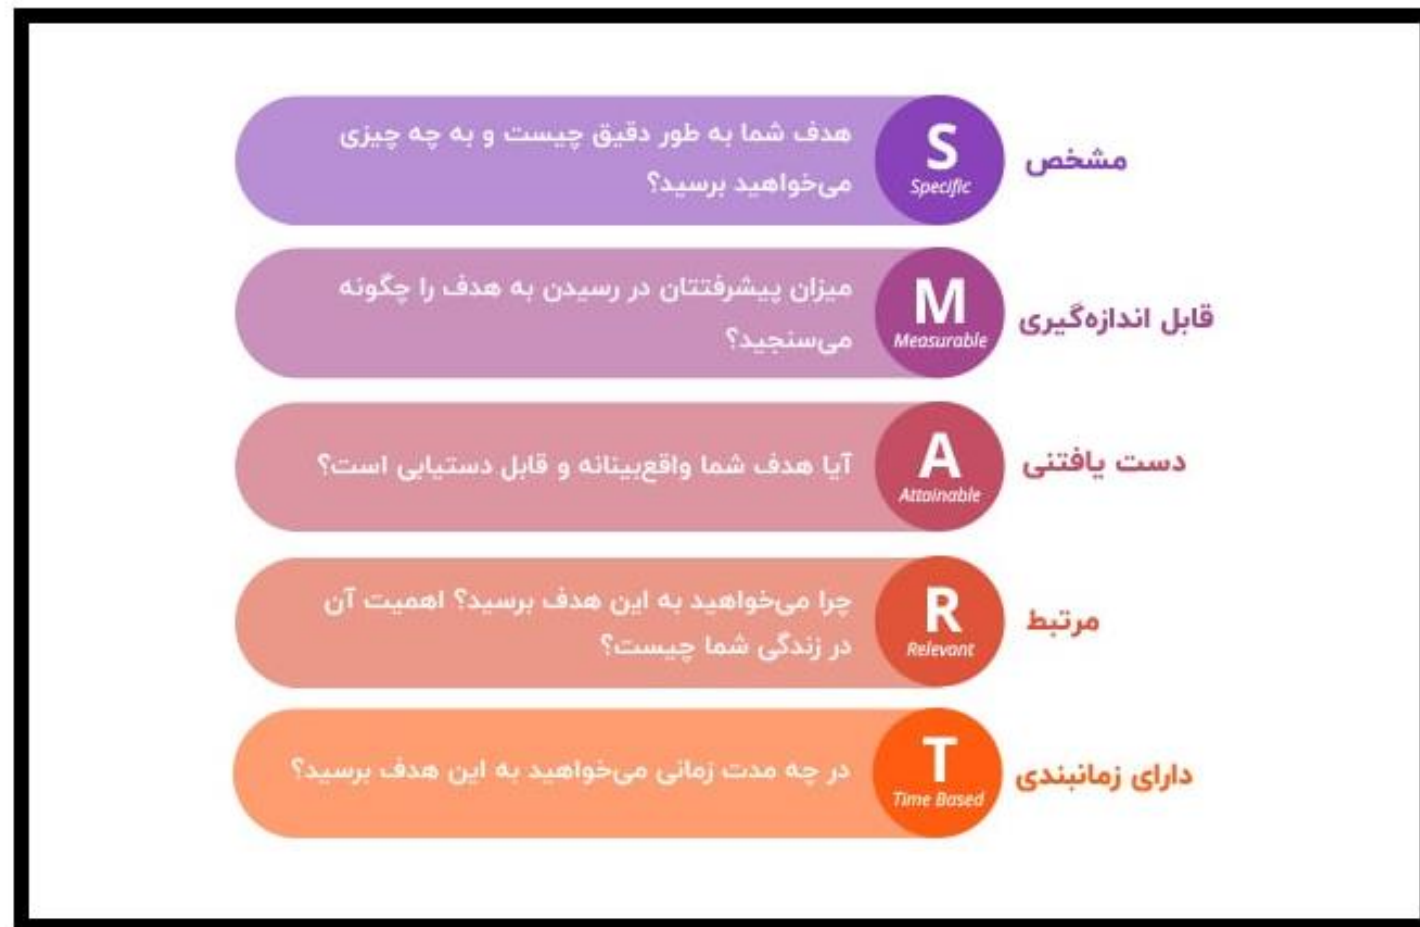 مشخص
S
Specific
هدف شما به طور دقیق چیست و به چه چیزی
می‌خواهید برسید؟
قابل اندازه‌گیری
M
Measurable
میزان پیشرفتتان در رسیدن به هدف را چگونه
می‌سنجید؟
دست یافتنی
A
Attainable
آیا هدف شما واقع‌بینانه و قابل دستیابی است؟
مرتبط
R
Relevant
چرا می‌خواهید به این هدف برسید؟ اهمیت آن
در زندگی شما چیست؟
دارای زمانبندی
T
Time Based
در چه مدت زمانی می‌خواهید به این هدف برسید؟